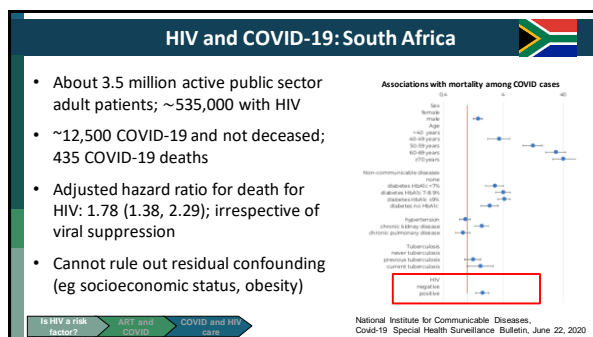 HIV and COVID-19: South Africa
• About 3.5 million active public sector
adult patients; ~535,000 with HIV
• ~12,500 COVID-19 and not deceased;
435 COVID-19 deaths
• Adjusted hazard ratio for death for
HIV: 1.78 (1.38, 2.29); irrespective of
viral suppression
• Cannot rule out residual confounding
(eg socioeconomic status, obesity)
Associations with mortality among COVID cases
0.4 4 40
Sex
female
male
Age
<40 years
40-49 years
50-59 years
60-69 years
≥70 years
Non-communicable diseases
none
diabetes HbA1c <7%
diabetes HbA1c 7-8.9%
diabetes HbA1c ≥9%
diabetes no HbA1c
hypertension
chronic kidney disease
chronic pulmonary disease
Tuberculosis
never tuberculosis
previous tuberculosis
current tuberculosis
HIV
negative
positive
Is HIV a risk
factor?
ART and
COVID
COVID and HIV
care
National Institute for Communicable Diseases,
Covid-19 Special Health Surveillance Bulletin, June 22, 2020